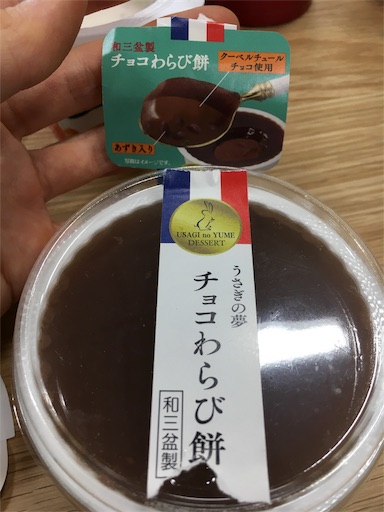 和三盆製
チョコわらび餅
クーベルチュール
チョコ使用
あずき入り
写真はイメージです。
USAGI no YUME
DESSERT
うさぎの夢
チョコわらび餅
和三盆製